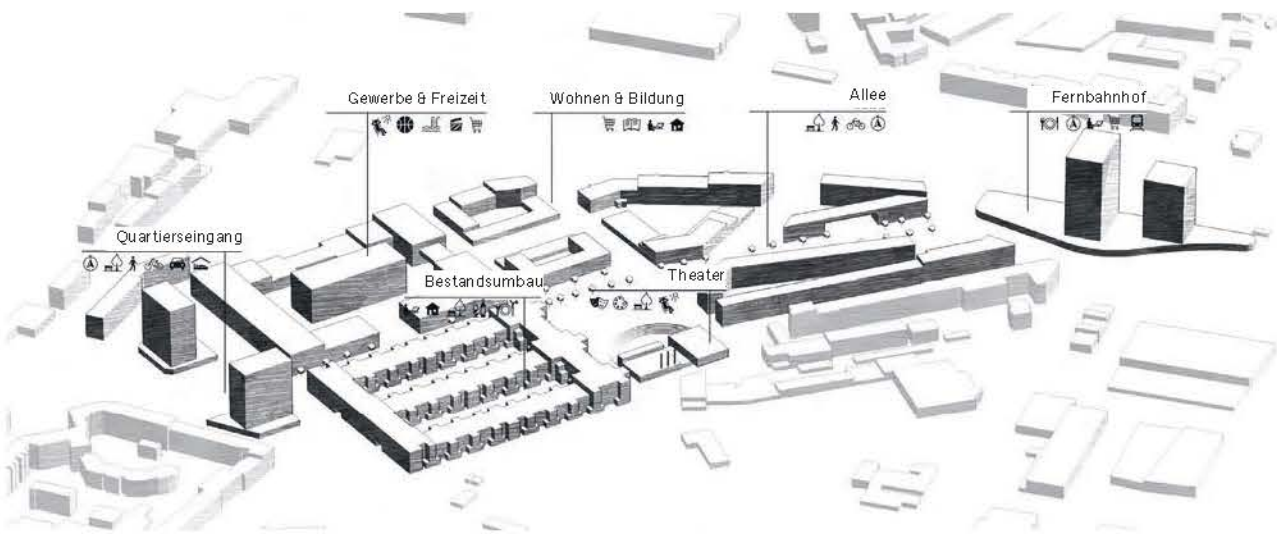 Gewerbe & Freizeit
Wohnen & Bildung
Allee
Fernbahnhof
Quartierseingang
Bestandsumbau
Theater